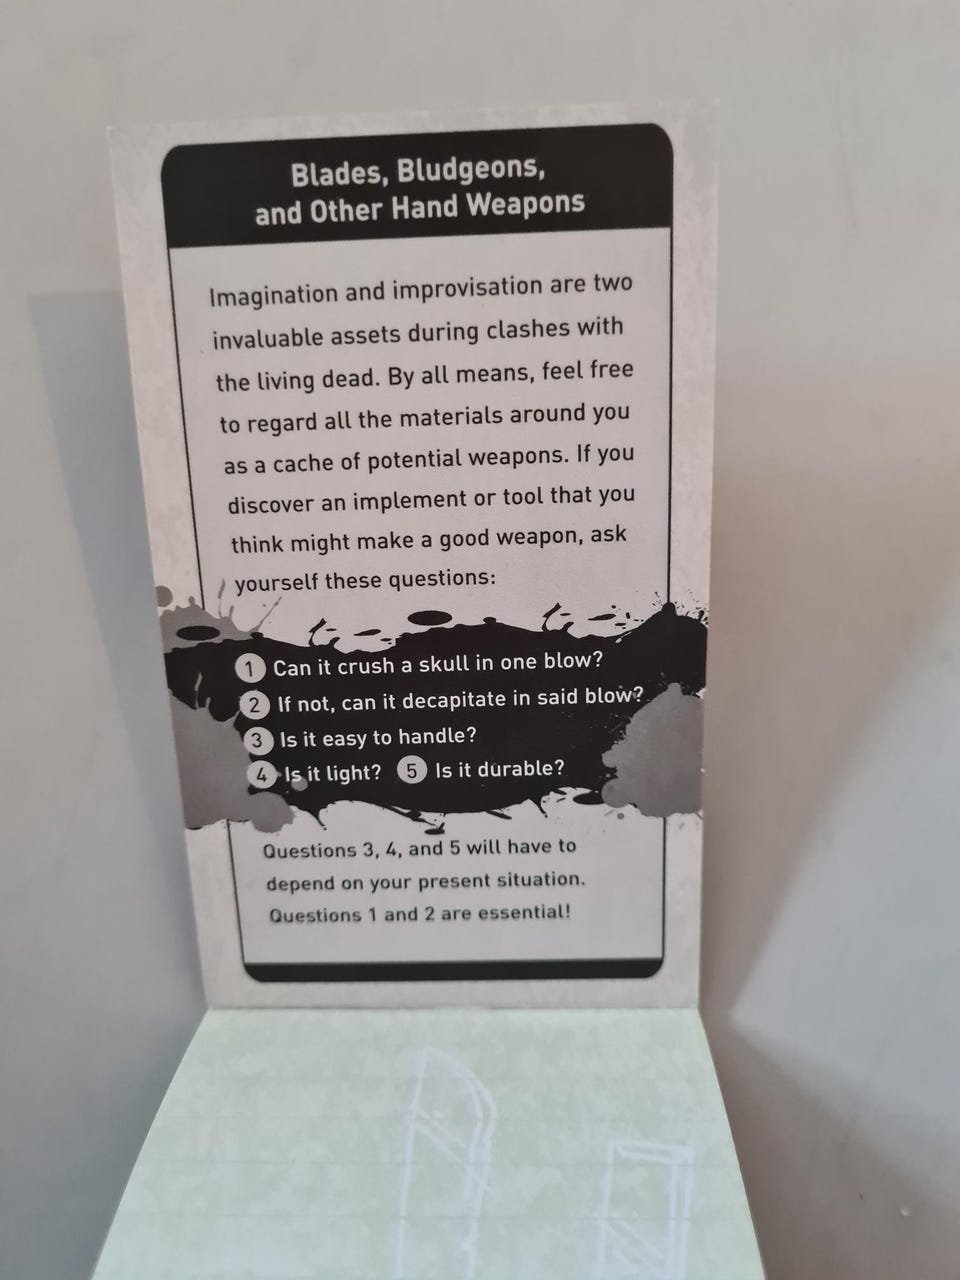 Blades, Bludgeons,
and Other Hand Weapons
Imagination and improvisation are two
invaluable assets during clashes with
the living dead. By all means, feel free
to regard all the materials around you
as a cache of potential weapons. If you
discover an implement or tool that you
think might make a good weapon, ask
yourself these questions:
1 Can it crush a skull in one blow?
2 If not, can it decapitate in said blow?
3 Is it easy to handle?
4 Is it light? 5 Is it durable?
Questions 3, 4, and 5 will have to
depend on your present situation.
Questions 1 and 2 are essential!